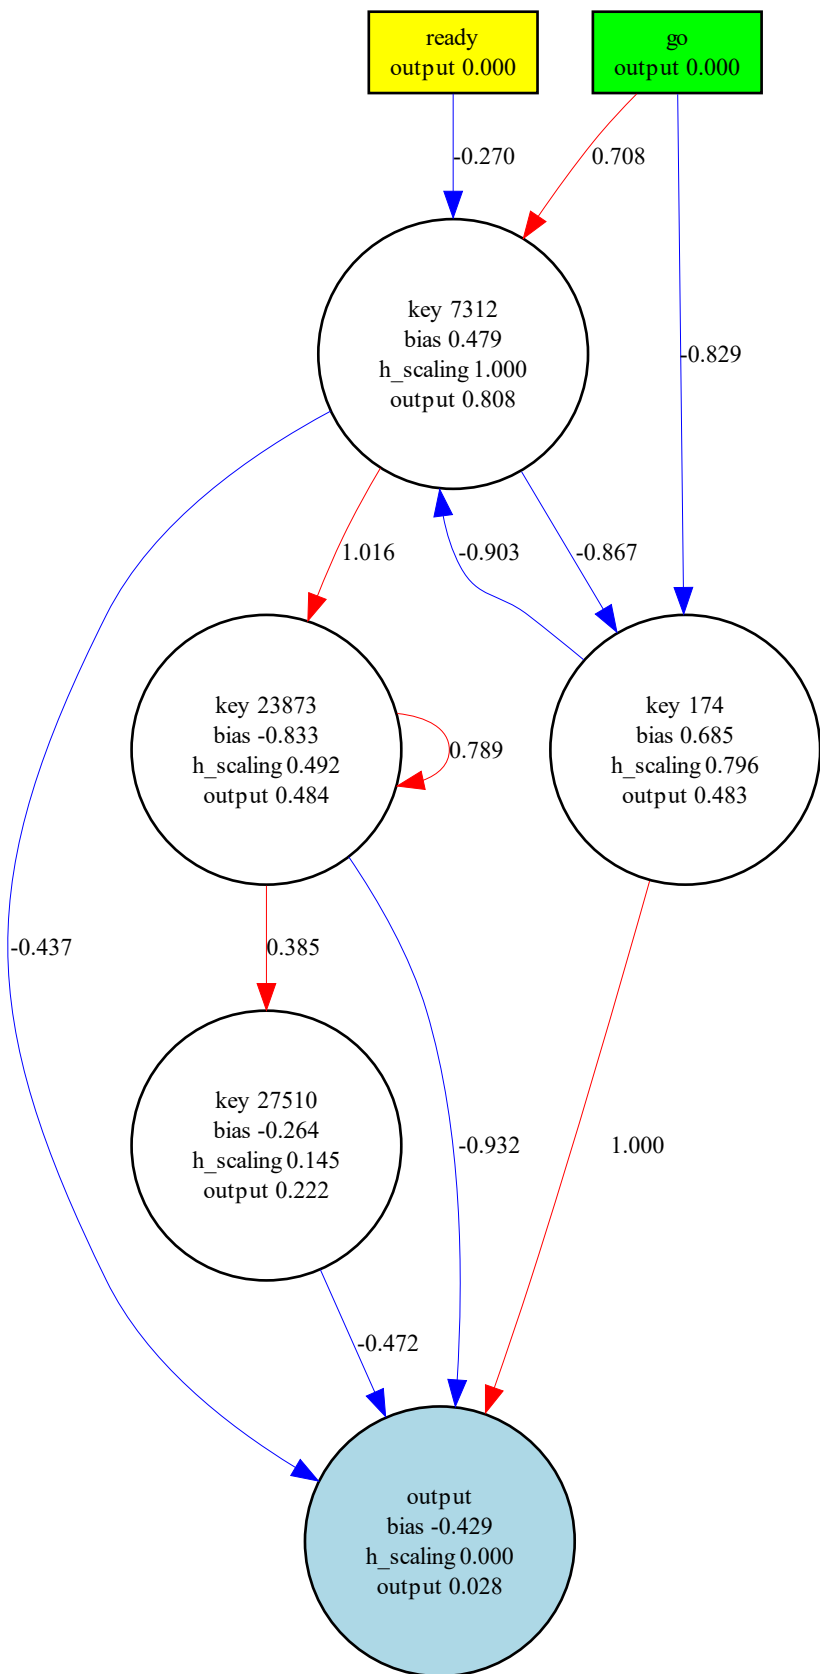 ready
output 0.000
go
output 0.000
-0.270
0.708
key 7312
bias 0.479
h_scaling 1.000
output 0.808
-0.829
1.016
-0.903
-0.867
key 23873
bias -0.833
h_scaling 0.492
output 0.484
0.789
key 174
bias 0.685
h_scaling 0.796
output 0.483
-0.437
0.385
key 27510
bias -0.264
h_scaling 0.145
output 0.222
-0.932
1.000
-0.472
output
bias -0.429
h_scaling 0.000
output 0.028